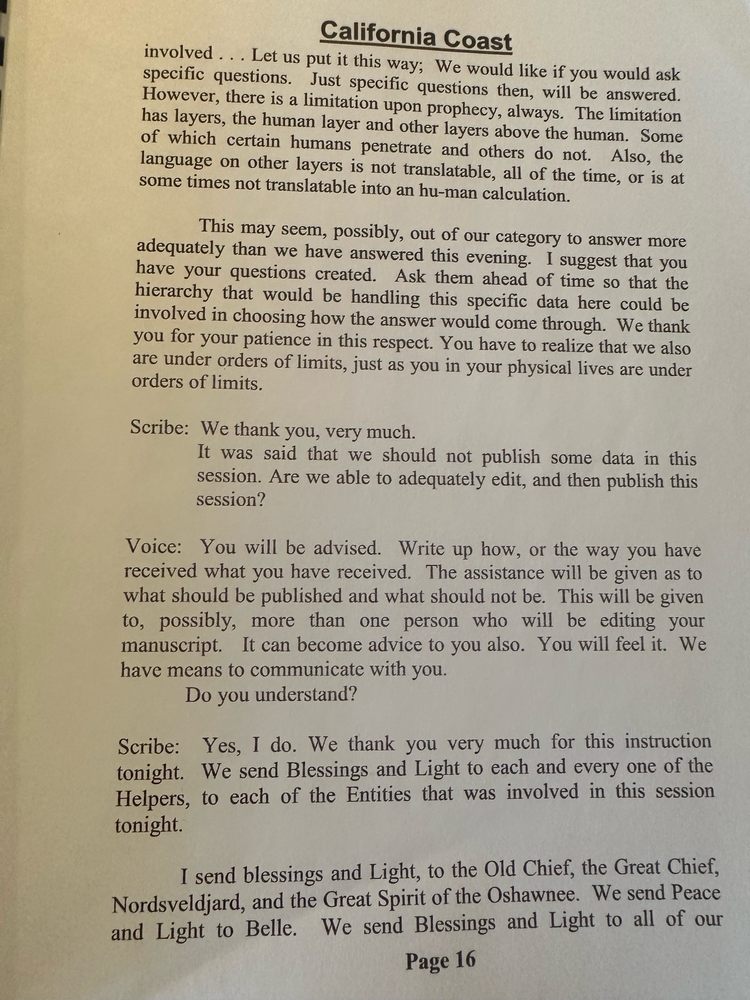 California Coast
involved . . . Let us put it this way; We would like if you would ask
specific questions. Just specific questions then, will be answered.
However, there is a limitation upon prophecy, always. The limitation
has layers, the human layer and other layers above the human. Some
of which certain humans penetrate and others do not. Also, the
language on other layers is not translatable, all of the time, or is at
some times not translatable into an hu-man calculation.
This may seem, possibly, out of our category to answer more
adequately than we have answered this evening. I suggest that you
have your questions created. Ask them ahead of time so that the
hierarchy that would be handling this specific data here could be
involved in choosing how the answer would come through. We thank
you for your patience in this respect. You have to realize that we also
are under orders of limits, just as you in your physical lives are under
orders of limits.
Scribe: We thank you, very much.
It was said that we should not publish some data in this
session. Are we able to adequately edit, and then publish this
session?
Voice: You will be advised. Write up how, or the way you have
received what you have received. The assistance will be given as to
what should be published and what should not be. This will be given
to, possibly, more than one person who will be editing your
manuscript. It can become advice to you also. You will feel it. We
have means to communicate with you.
Do you understand?
Scribe: Yes, I do. We thank you very much for this instruction
tonight. We send Blessings and Light to each and every one of the
Helpers, to each of the Entities that was involved in this session
tonight.
I send blessings and Light, to the Old Chief, the Great Chief,
Nordsveldjard, and the Great Spirit of the Oshawnee. We send Peace
and Light to Belle. We send Blessings and Light to all of our
Page 16